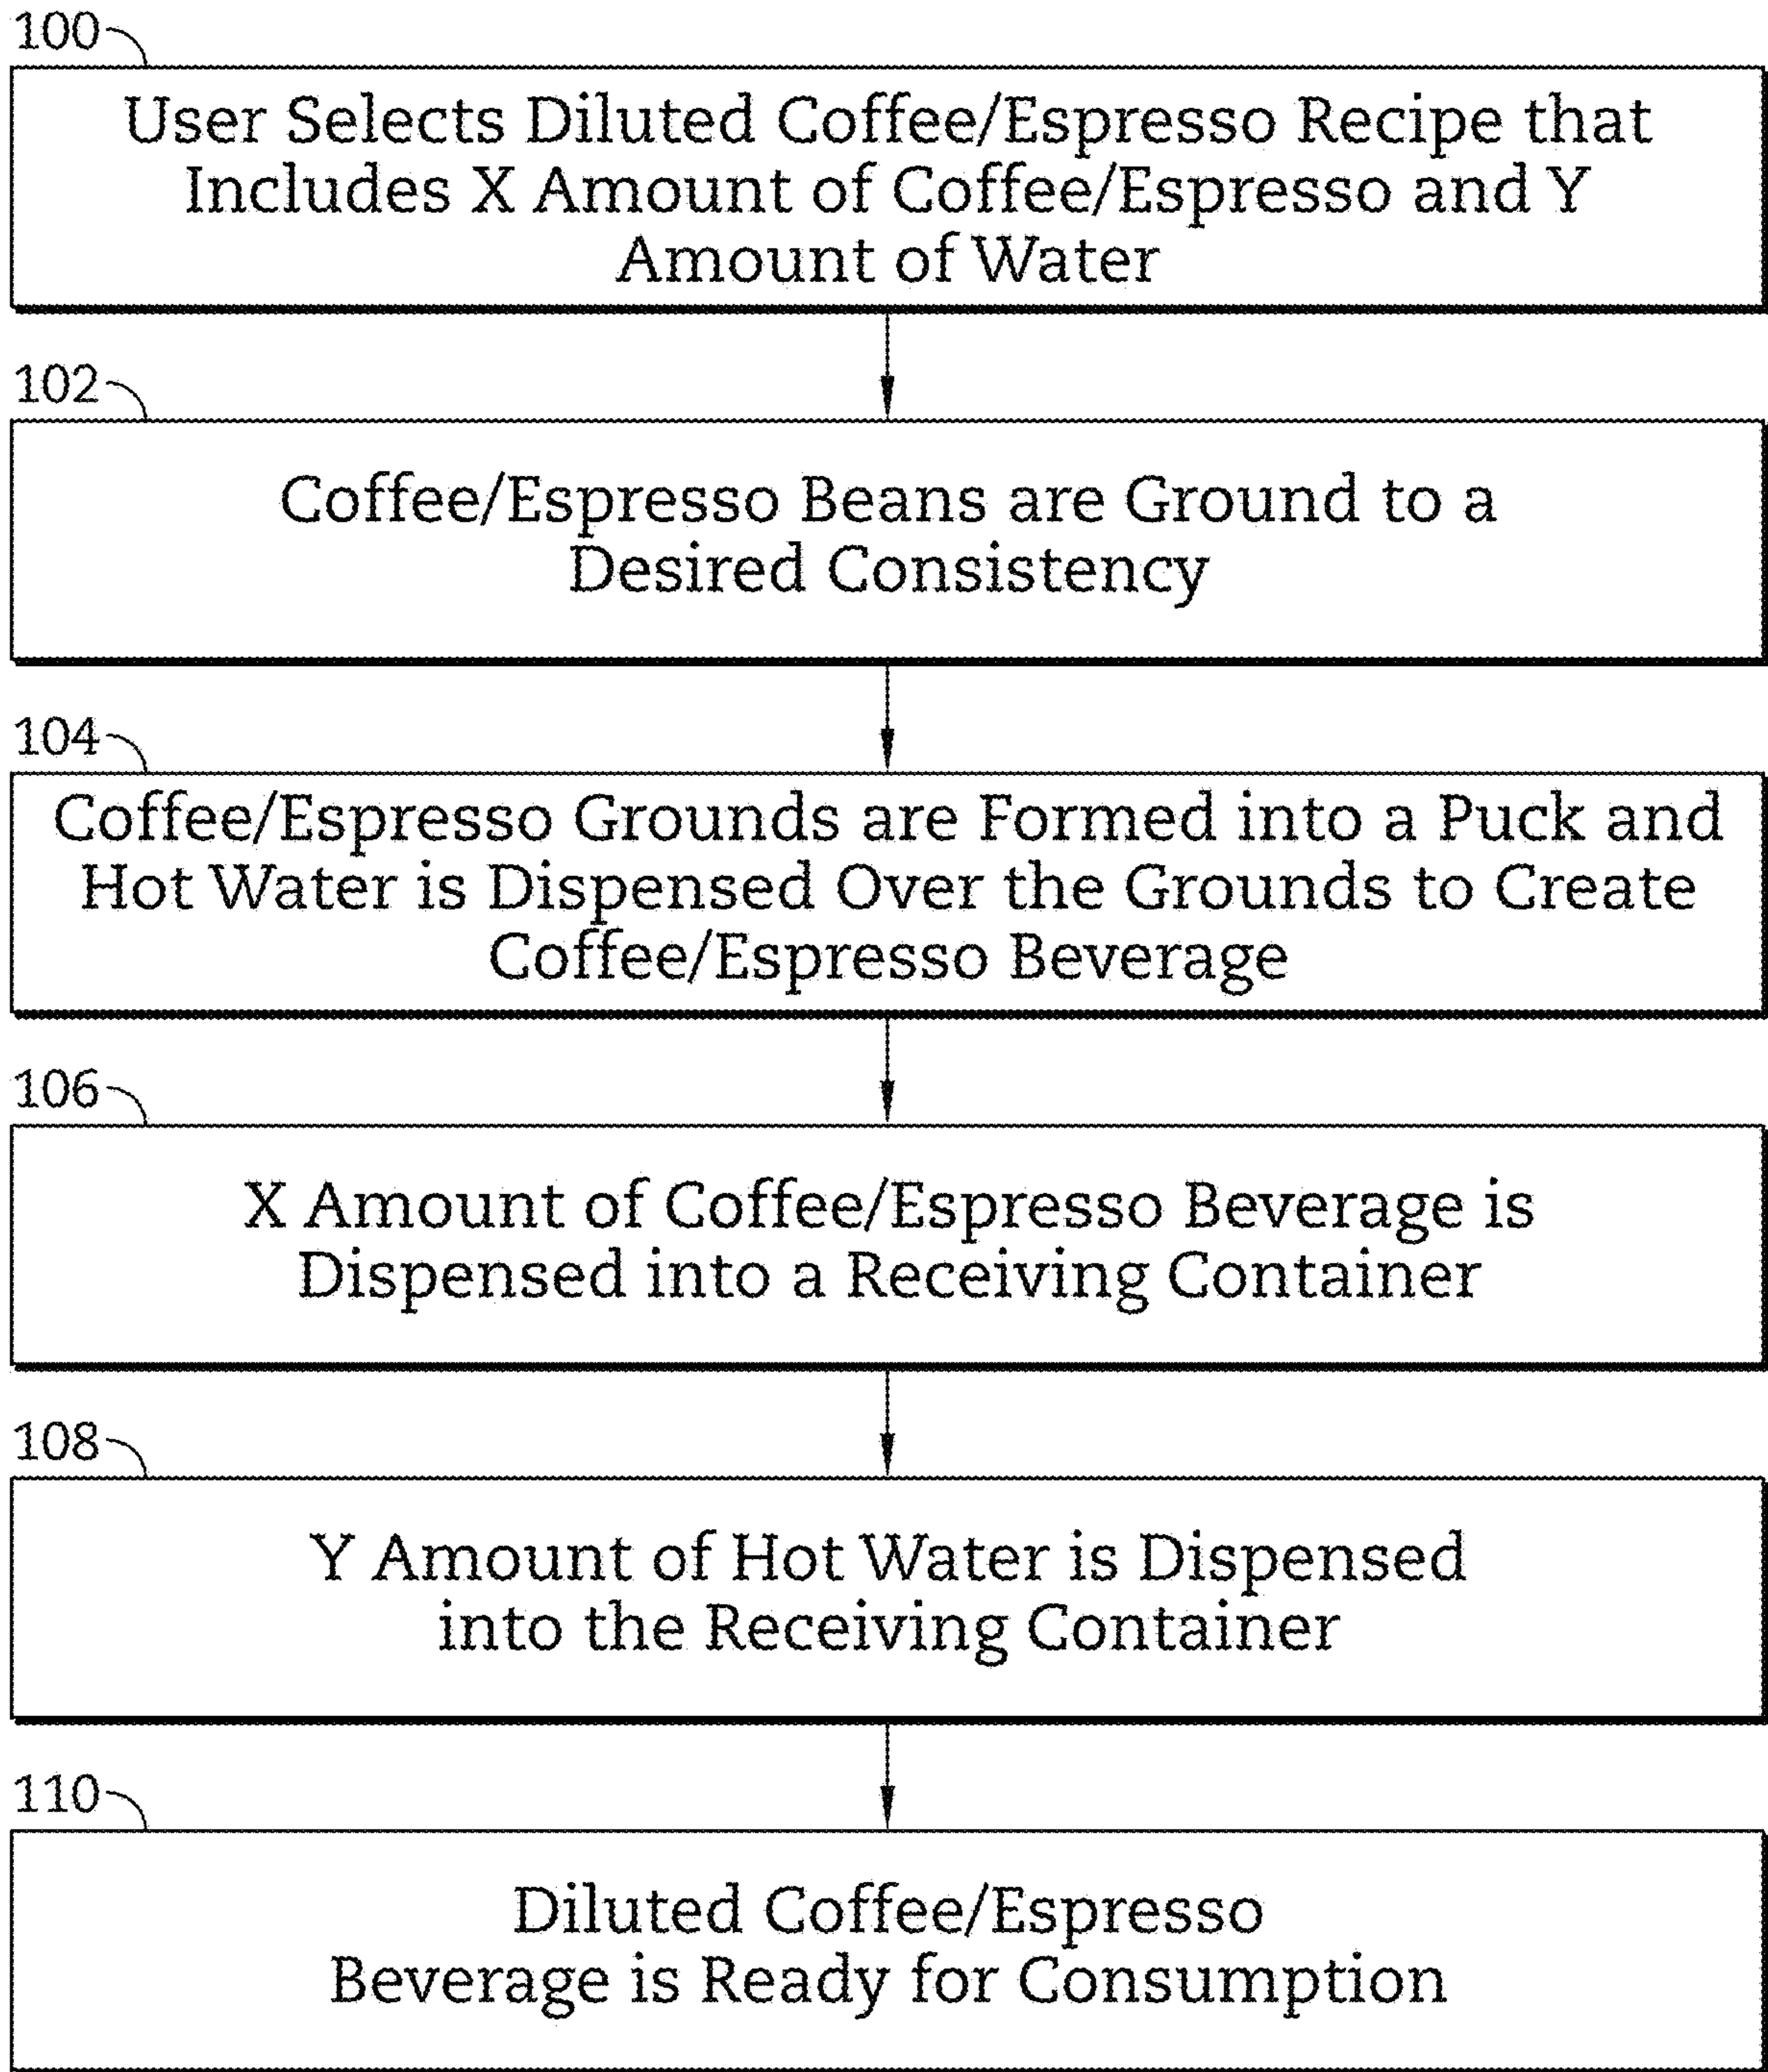 100
User Selects Diluted Coffee/Espresso Recipe that
Includes X Amount of Coffee/Espresso and Y
Amount of Water
102
Coffee/Espresso Beans are Ground to a
Desired Consistency
104
Coffee/Espresso Grounds are Formed into a Puck and
Hot Water is Dispensed Over the Grounds to Create
Coffee/Espresso Beverage
106
X Amount of Coffee/Espresso Beverage is
Dispensed into a Receiving Container
108
Y Amount of Hot Water is Dispensed
into the Receiving Container
110
Diluted Coffee/Espresso
Beverage is Ready for Consumption